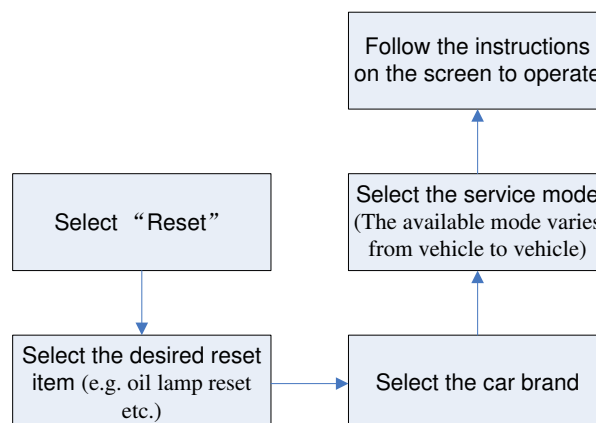 Select “Reset”
Select the desired reset
item (e.g. oil lamp reset
etc.)
Select the car brand
Select the service mode
(The available mode varies
from vehicle to vehicle)
Follow the instructions
on the screen to operate